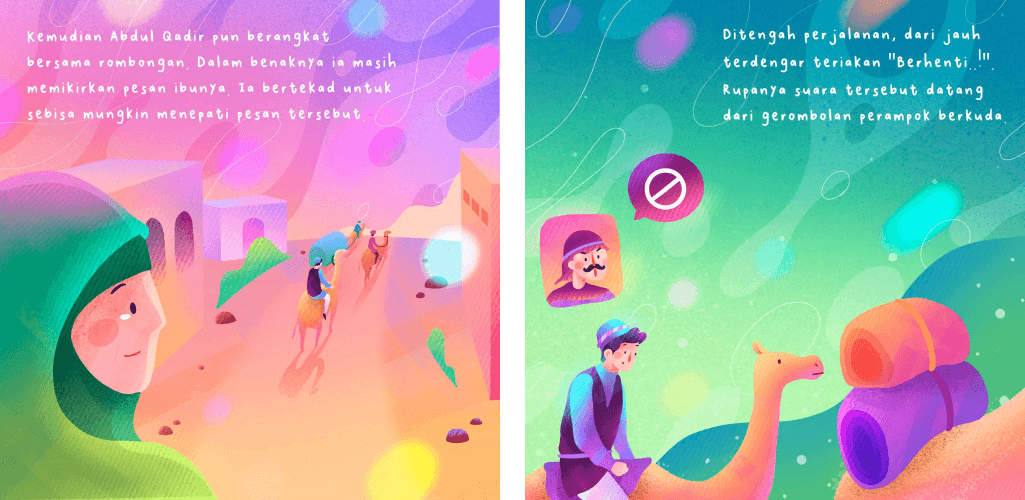 Kemudian Abdul Qadir pun berangkat
bersama rombongan. Dalam benaknya ia masih
memikirkan pesan ibunya. Ia bertekad untuk
sebisa mungkin menepati pesan tersebut.
Ditengah perjalanan, dari jauh
terdengar teriakan "Berhenti..!".
Rupanya suara tersebut datang
dari gerombolan perampok berkuda.